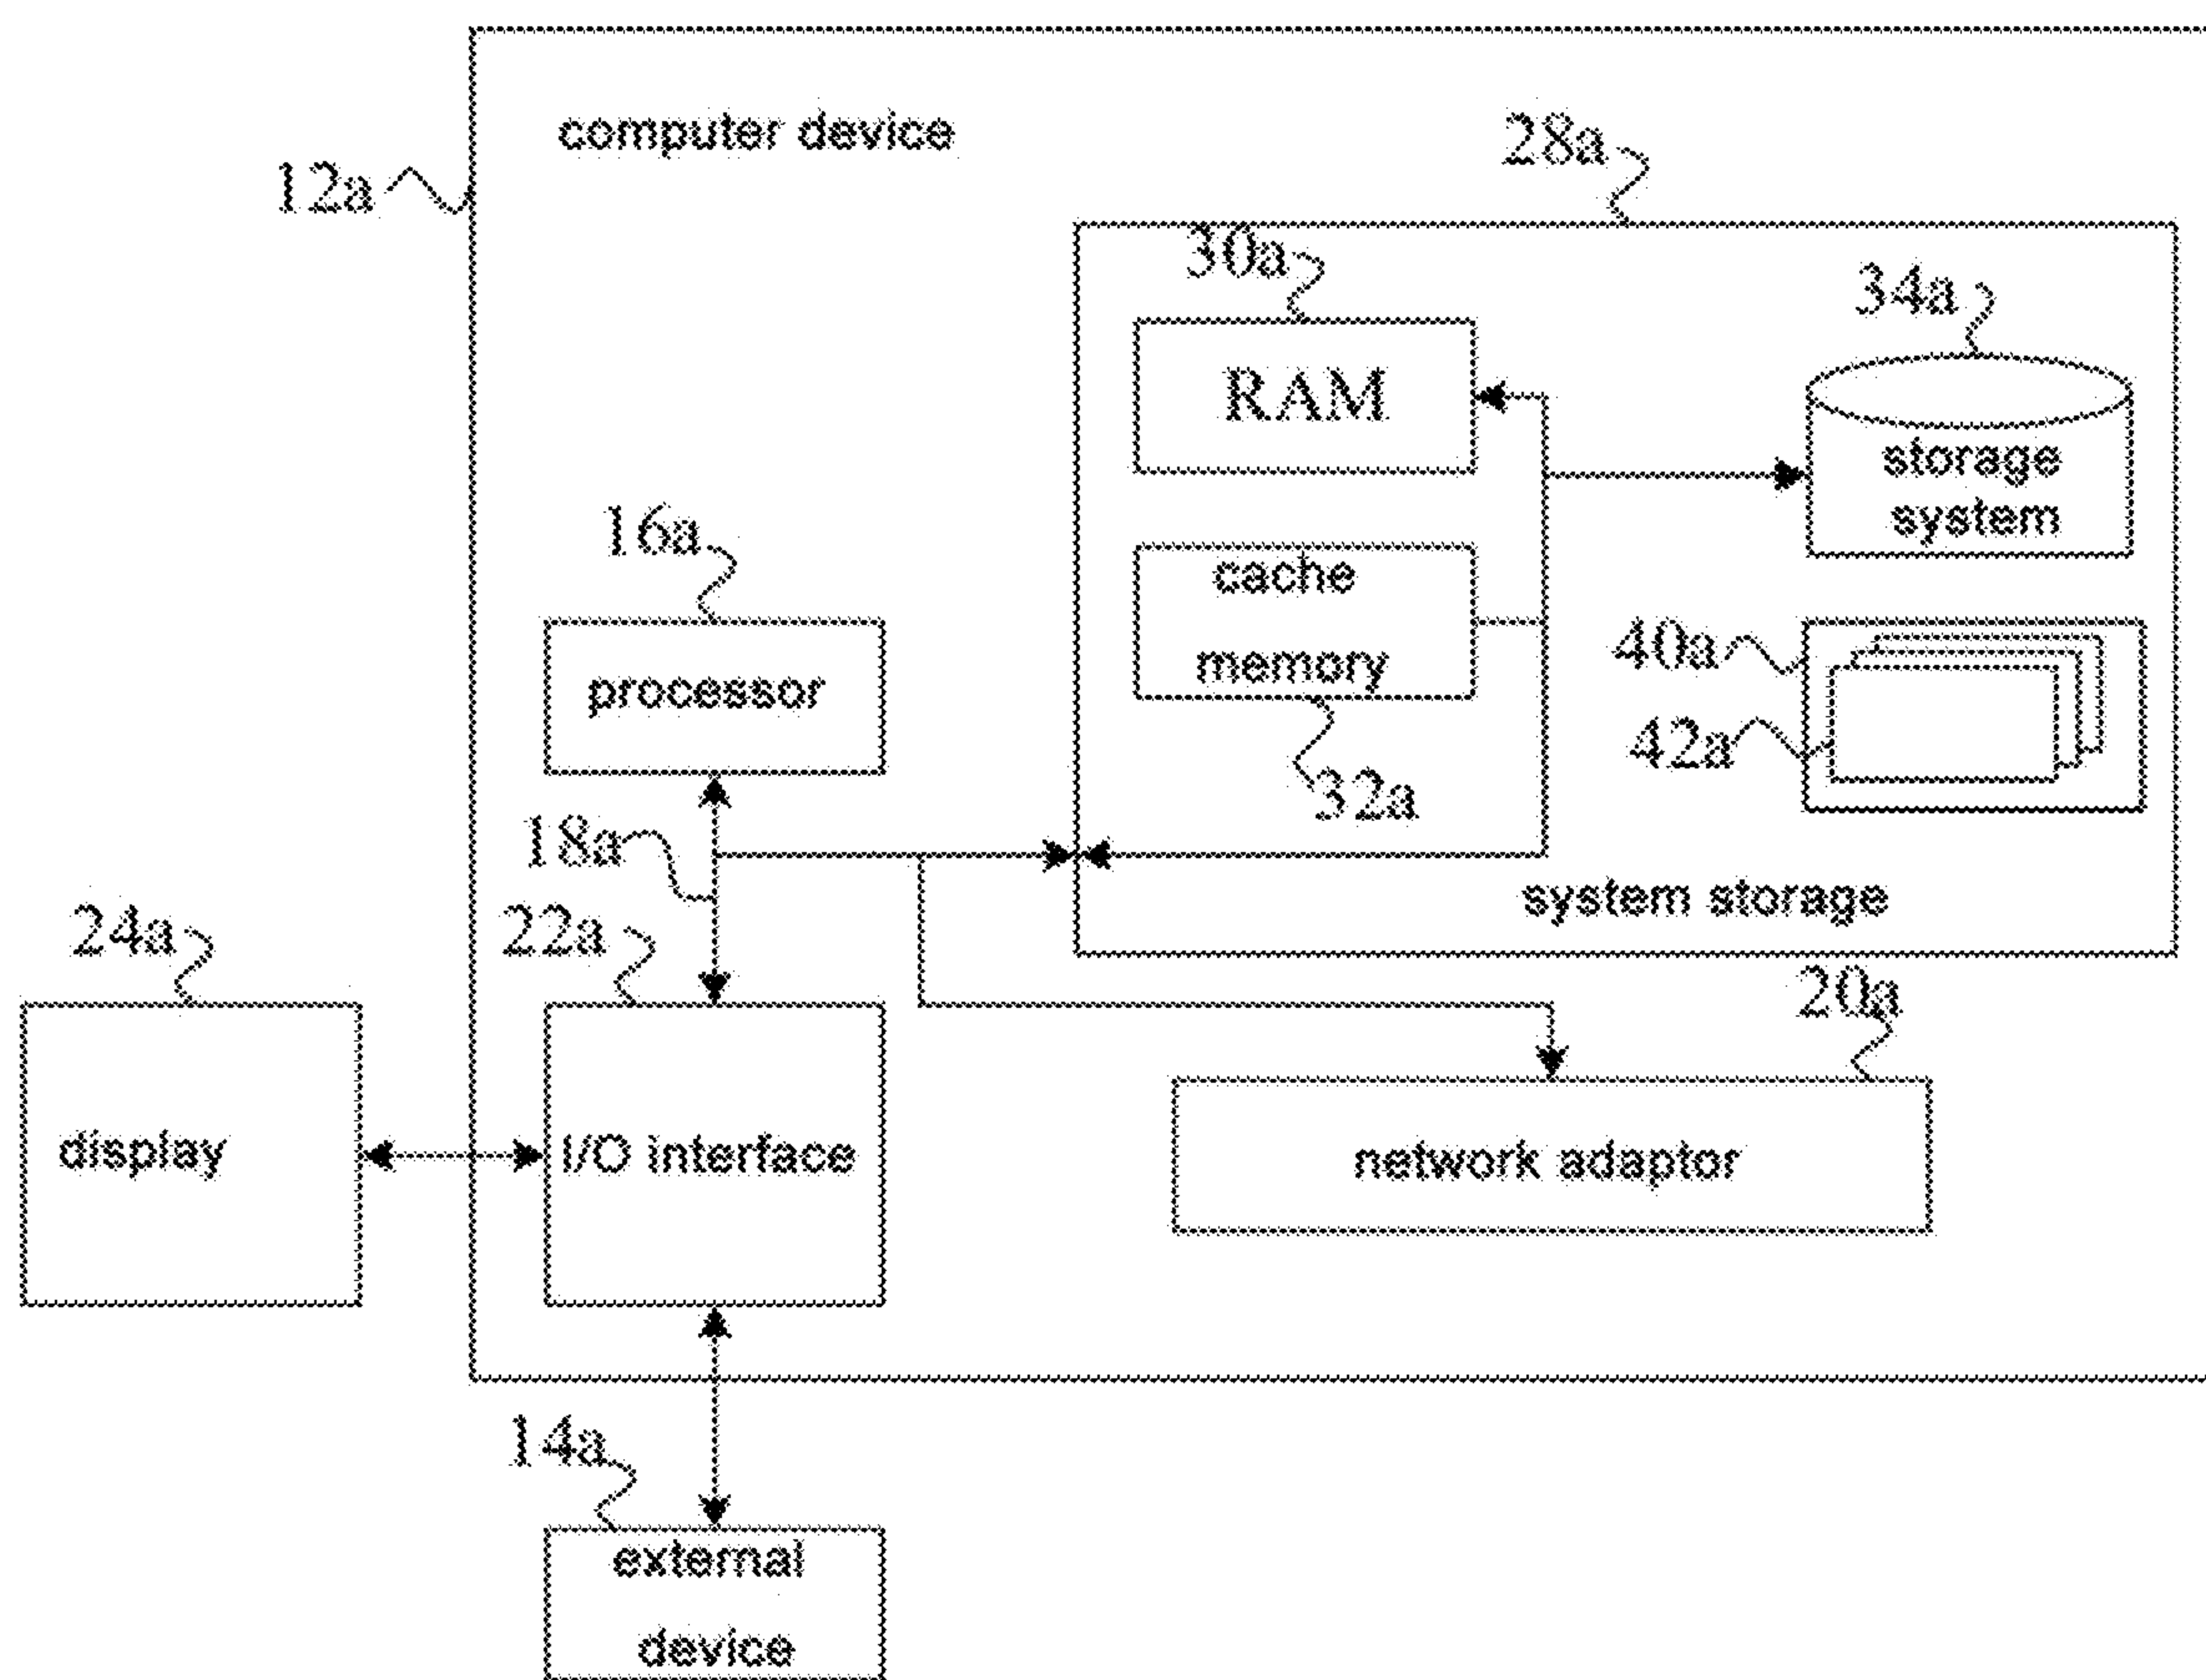 computer device
28a
12a
30a
34a
RAM
storage
system
16a
cache
memory
40a
processor
42a
32a
18a
system storage
24a
22a
20a
display
I/O interface
network adaptor
14a
external
device